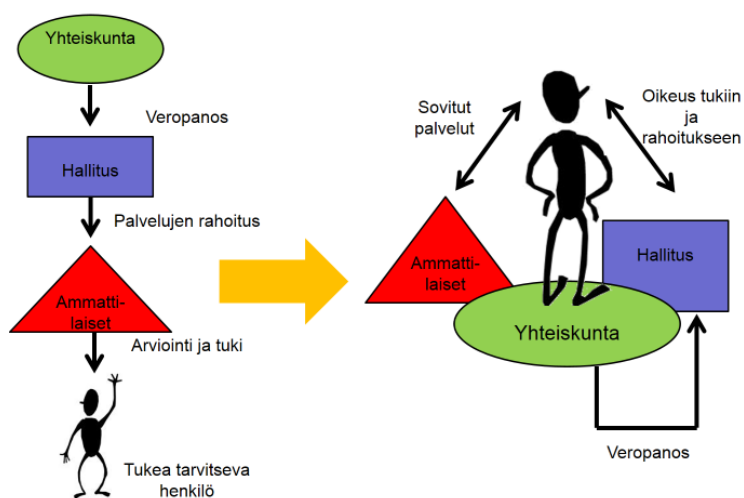 Yhteiskunta
Veropanos
Hallitus
Palvelujen rahoitus
Ammatti-
laiset
Arviointi ja tuki
Tukea tarvitseva
henkilö
Sovitut
palvelut
Oikeus tukiin
ja
rahoitukseen
Ammatti-
laiset
Hallitus
Yhteiskunta
Veropanos